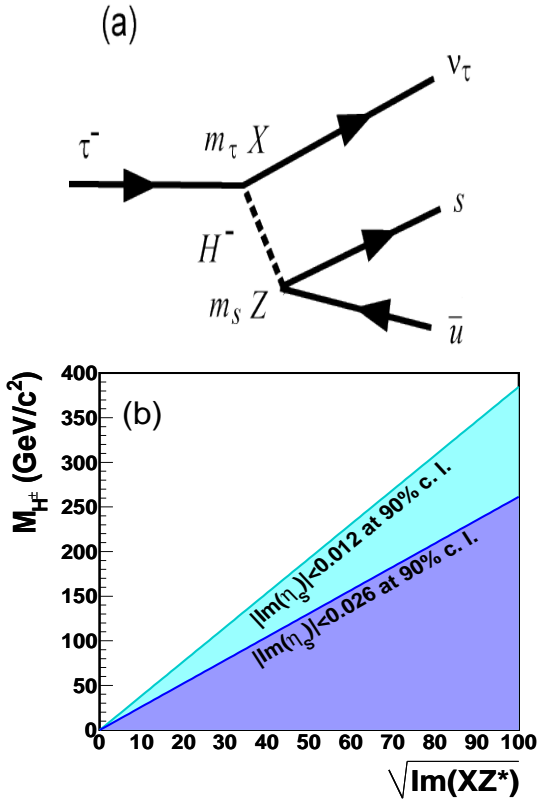 (a)
ν_τ
τ⁻
m_τ X
s
H⁻
m_s Z
ū
400
(b)
350
300
250
200
150
100
50
0
M_H± (GeV/c²)
|Im(η_s)|<0.012 at 90% c. l.
|Im(η_s)|<0.026 at 90% c. l.
0 10 20 30 40 50 60 70 80 90 100
√Im(XZ*)